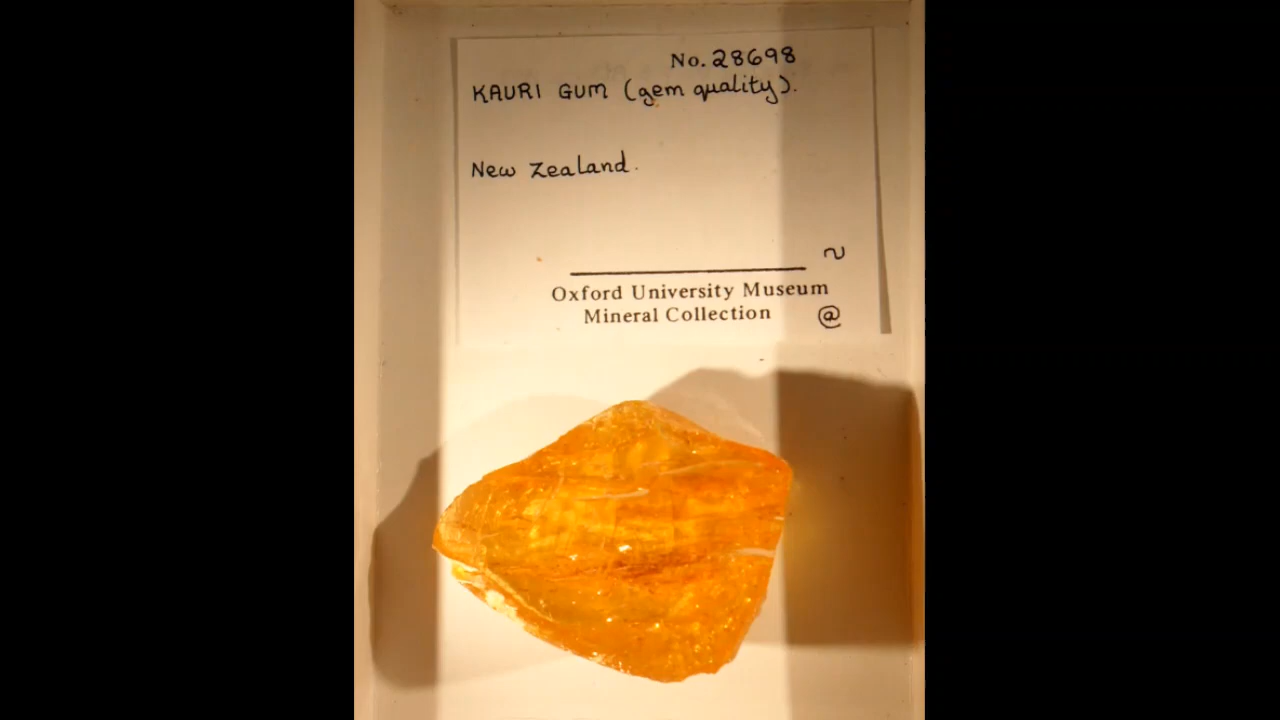 No. 28698
KAURI GUM (gem quality).
New Zealand.
~
Oxford University Museum
Mineral Collection @